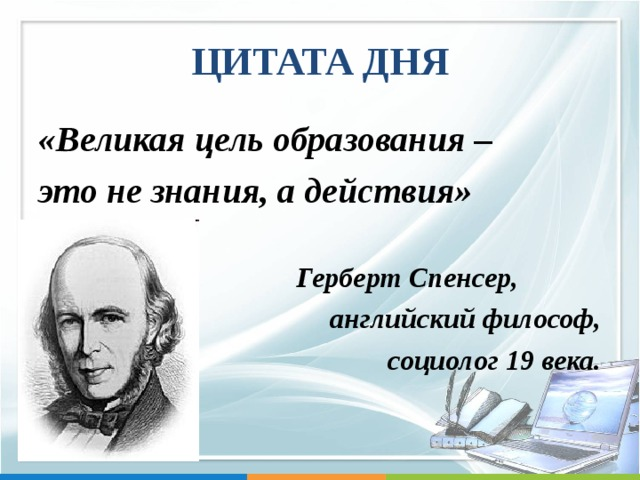 ЦИТАТА ДНЯ
«Великая цель образования –
это не знания, а действия»
Герберт Спенсер,
английский философ,
социолог 19 века.